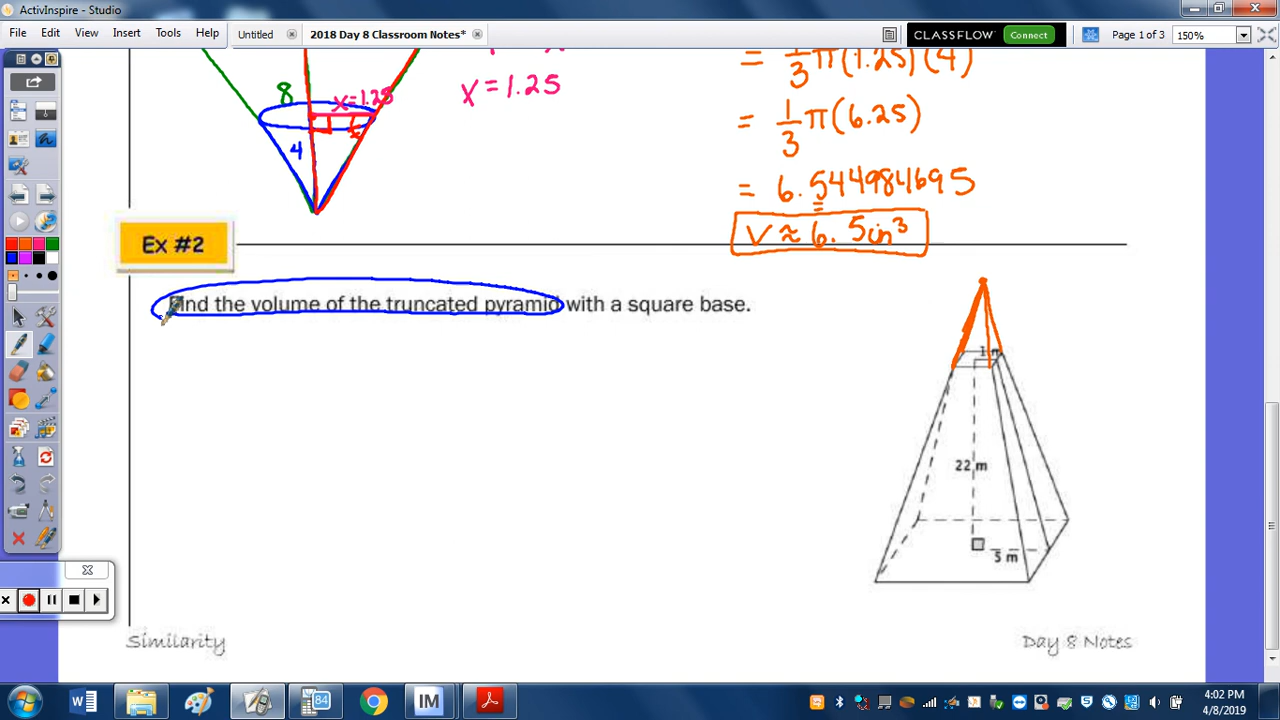 ActivInspire - Studio
File Edit View Insert Tools Help
Untitled
2018 Day 8 Classroom Notes*
CLASSFLOW Connect
Page 1 of 3
150%
8
x=1.25
4
x = 1.25
= 1/3 π(1.25)(4)
= 1/3 π(6.25)
= 6.544984695
V ≈ 6.5in³
Ex #2
Find the volume of the truncated pyramid with a square base.
1 m
22 m
5 m
Similarity
Day 8 Notes
84
IM
4:02 PM
4/8/2019